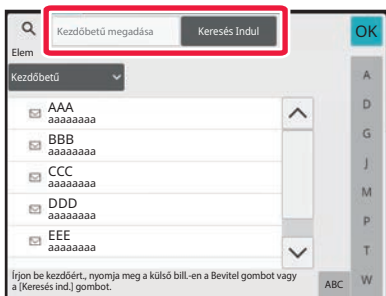 Kezdőbetű megadása
Keresés Indul
OK
Elem
Kezdőbetű
AAA
aaaaaaaa
BBB
aaaaaaaa
CCC
aaaaaaaa
DDD
aaaaaaaa
EEE
aaaaaaaa
A
D
G
J
M
P
T
W
ABC
Írjon be kezdőért., nyomja meg a külső bill.-en a Bevitel gombot vagy
a [Keresés ind.] gombot.